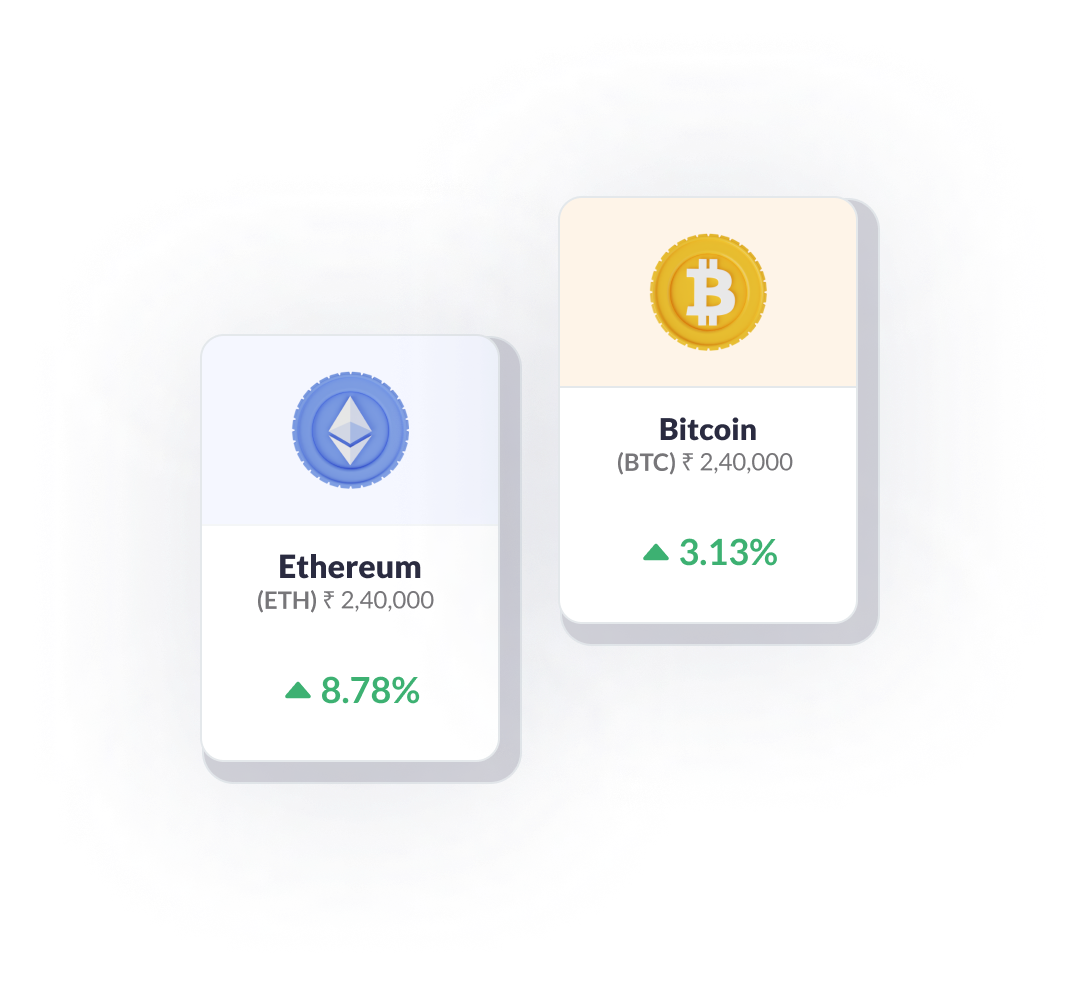 Ethereum
(ETH) ₹ 2,40,000
8.78%
Bitcoin
(BTC) ₹ 2,40,000
3.13%